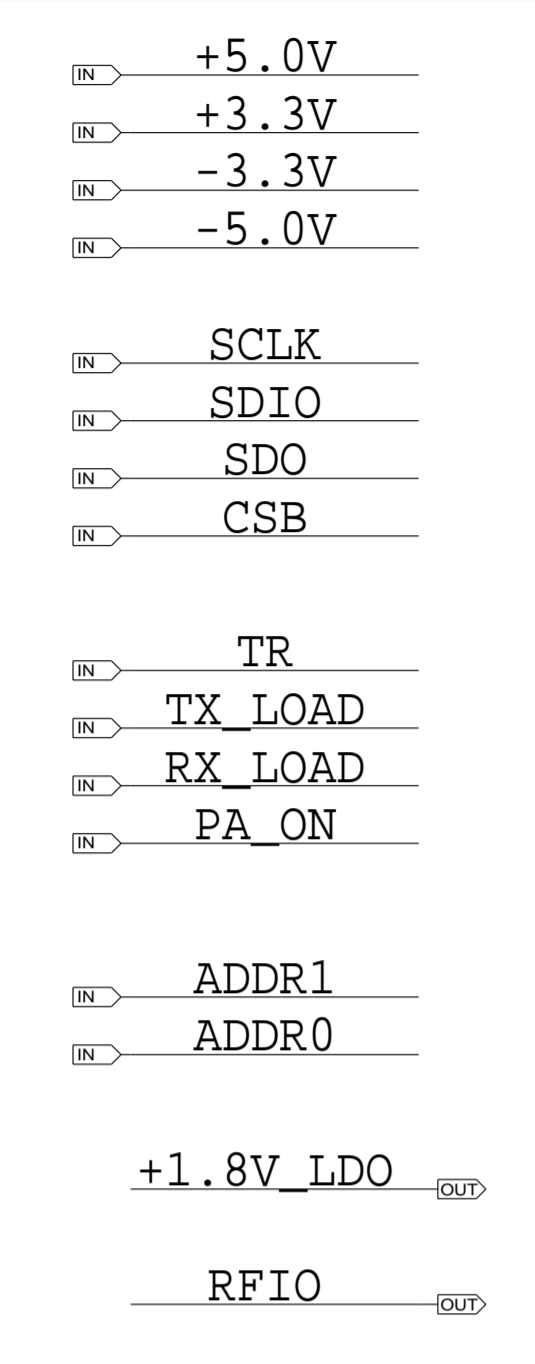 IN +5.0V
IN +3.3V
IN -3.3V
IN -5.0V
IN SCLK
IN SDIO
IN SDO
IN CSB
IN TR
IN TX_LOAD
IN RX_LOAD
IN PA_ON
IN ADDR1
IN ADDR0
+1.8V_LDO OUT
RFIO OUT